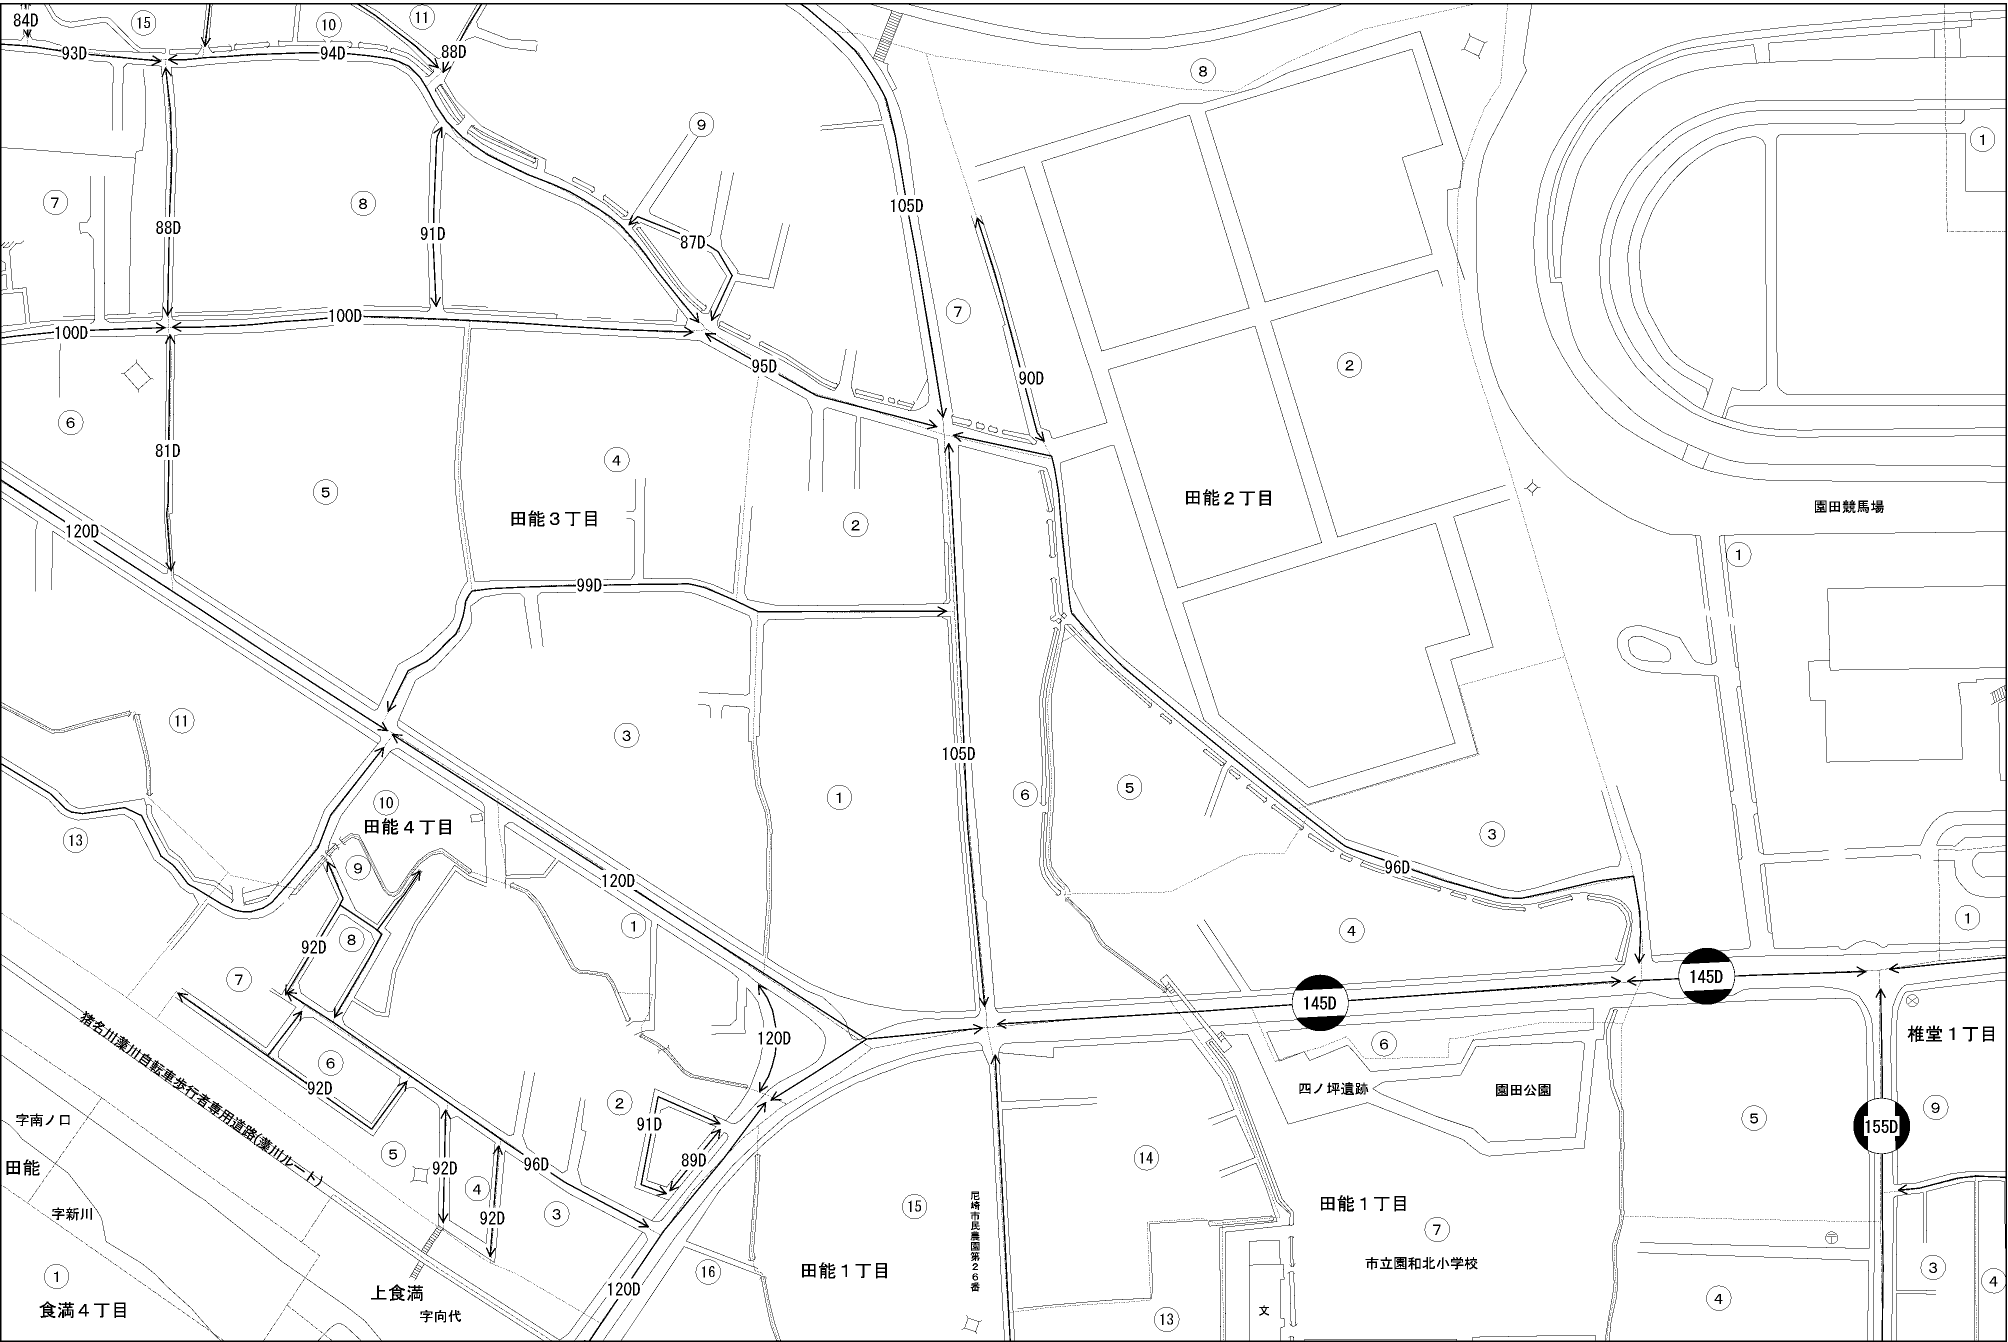 84D
15
10
11
93D
94D
88D
8
9
1
7
88D
8
91D
87D
105D
7
100D
100D
95D
90D
2
6
81D
5
4
田能３丁目
2
田能２丁目
園田競馬場
120D
99D
1
11
3
105D
1
6
5
10
田能４丁目
13
9
120D
96D
3
1
92D
8
1
4
7
145D
145D
猪名川藻川自転車歩行者専用道路(藻川ルート)
120D
6
椎堂１丁目
6
92D
四ノ坪遺跡
園田公園
字南ノ口
2
91D
5
155D
9
田能
5
92D
4
96D
89D
14
字新川
92D
3
15
尼崎市民農園第２６番
田能１丁目
7
〒
1
食満４丁目
上食満
字向代
120D
16
田能１丁目
市立園和北小学校
3
4
4
13
文